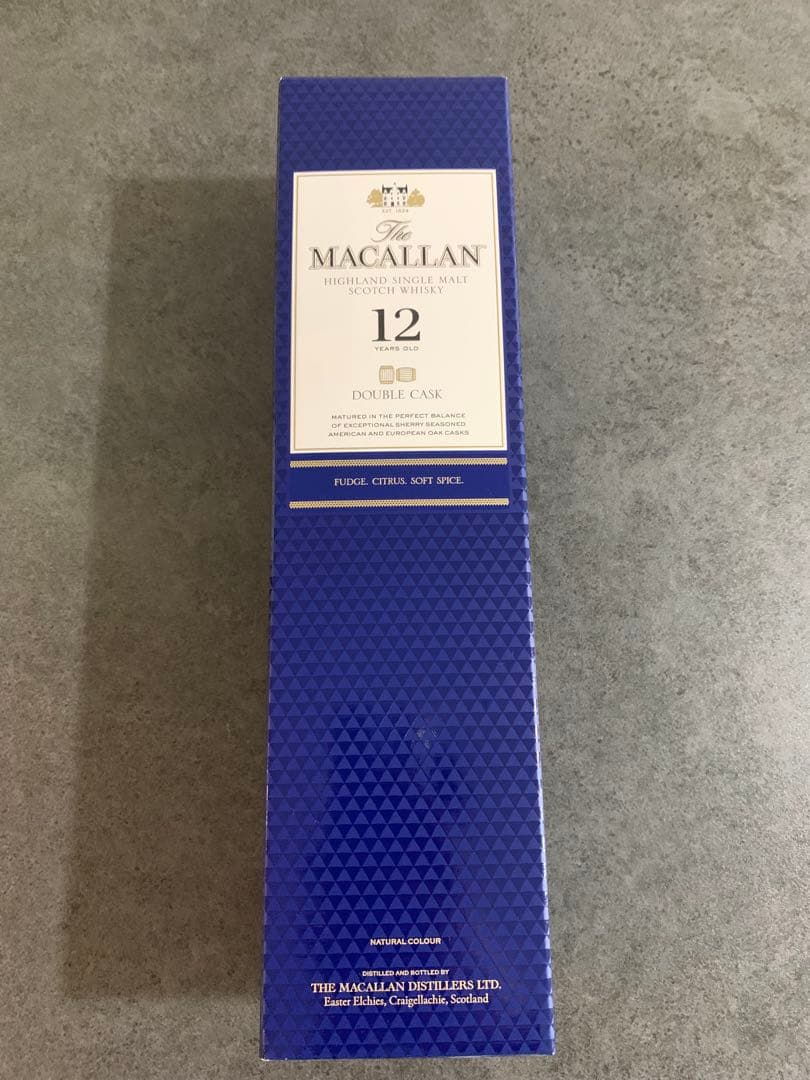 EST. 1824
The
MACALLAN
HIGHLAND SINGLE MALT
SCOTCH WHISKY
12
YEARS OLD
DOUBLE CASK
MATURED IN THE PERFECT BALANCE
OF EXCEPTIONAL SHERRY SEASONED
AMERICAN AND EUROPEAN OAK CASKS
FUDGE. CITRUS. SOFT SPICE.
NATURAL COLOUR
DISTILLED AND BOTTLED BY
THE MACALLAN DISTILLERS LTD.
Easter Elchies, Craigellachie, Scotland